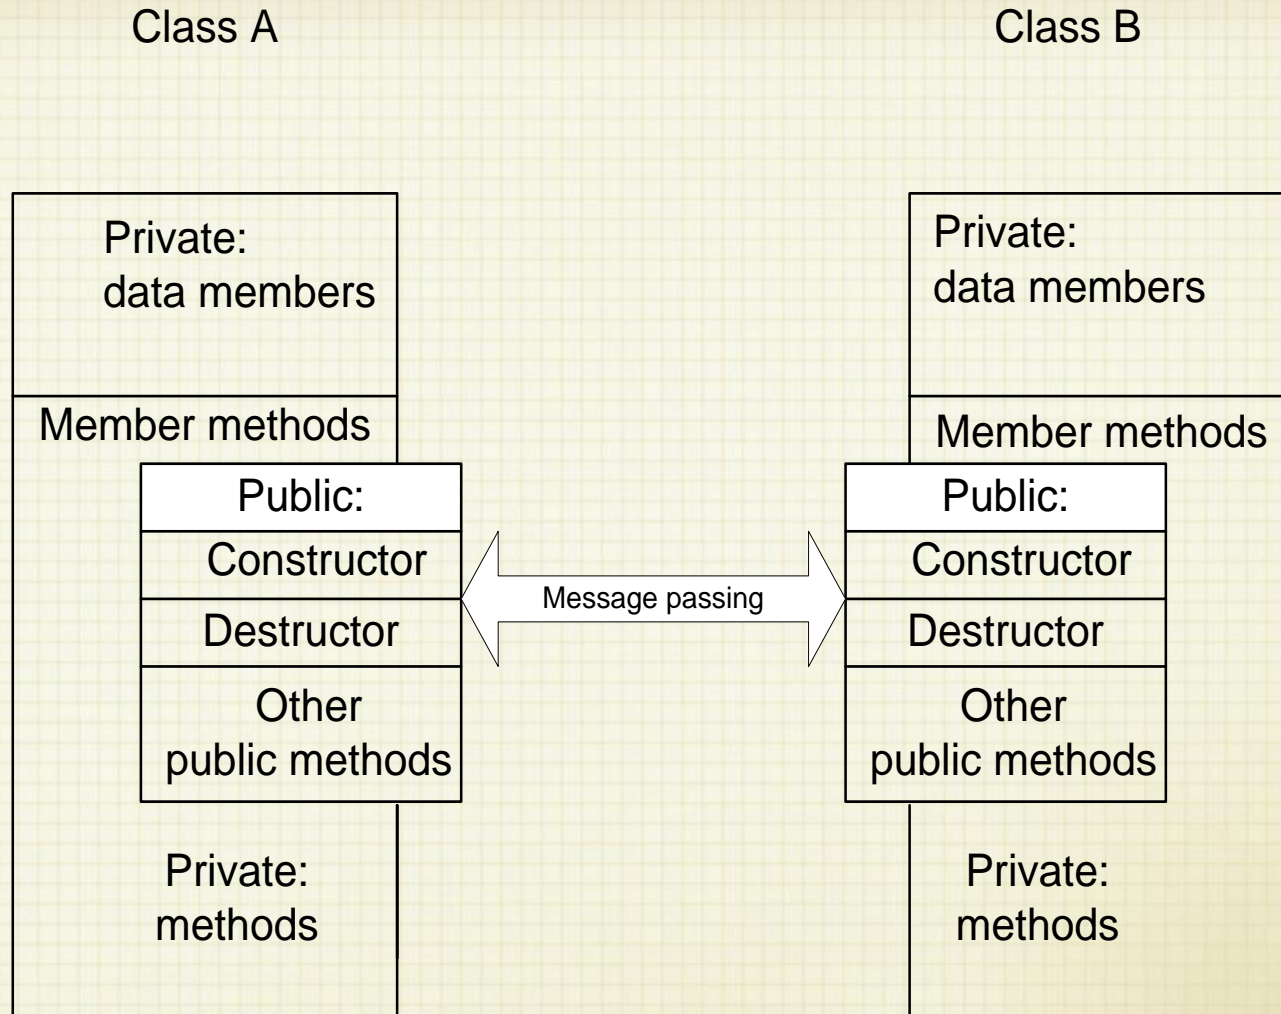 Class A
Private:
data members
Member methods
Public:
Constructor
Destructor
Other
public methods
Private:
methods
Message passing
Class B
Private:
data members
Member methods
Public:
Constructor
Destructor
Other
public methods
Private:
methods